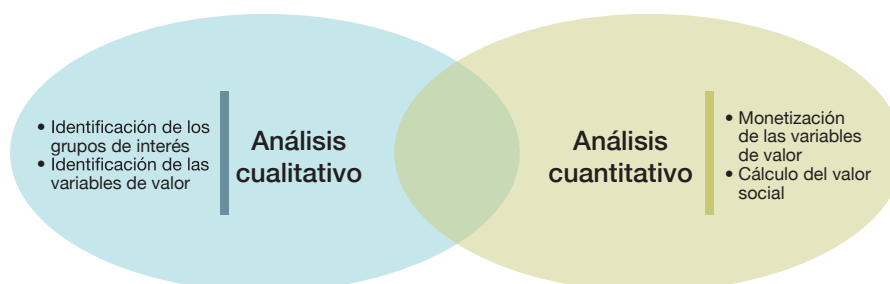 • Identificación de los
grupos de interés
• Identificación de las
variables de valor
Análisis
cualitativo
Análisis
cuantitativo
• Monetización
de las variables
de valor
• Cálculo del valor
social